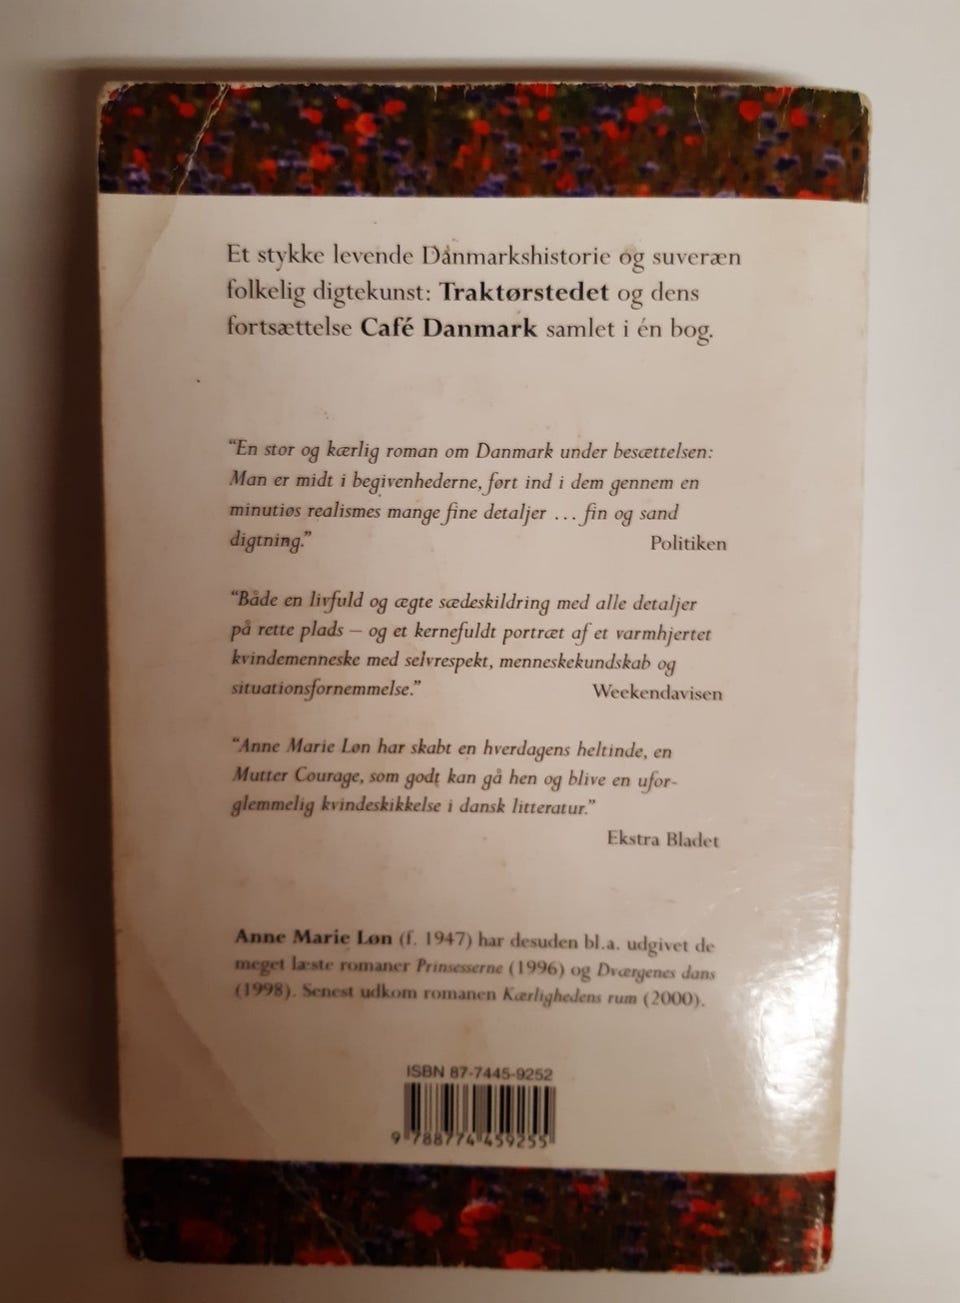 Et stykke levende Danmarkshistorie og suveræn
folkelig digtekunst: Traktørstedet og dens
fortsættelse Café Danmark samlet i én bog.
“En stor og kærlig roman om Danmark under besættelsen:
Man er midt i begivenhederne, ført ind i dem gennem en
minutiøs realismes mange fine detaljer ... fin og sand
digtning.” Politiken
“Både en livfuld og ægte sædeskildring med alle detaljer
på rette plads – og et kernefuldt portræt af et varmhjertet
kvindemenneske med selvrespekt, menneskekundskab og
situationsfornemmelse.” Weekendavisen
“Anne Marie Løn har skabt en hverdagens heltinde, en
Mutter Courage, som godt kan gå hen og blive en ufor-
glemmelig kvindeskikkelse i dansk litteratur.”
Ekstra Bladet
Anne Marie Løn (f. 1947) har desuden bl.a. udgivet de
meget læste romaner Prinsesserne (1996) og Dværgenes dans
(1998). Senest udkom romanen Kærlighedens rum (2000).
ISBN 87-7445-9252
9 788774 459255